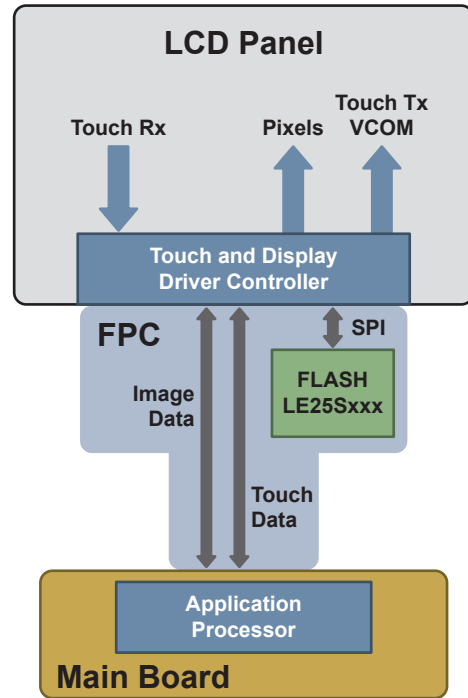 LCD Panel
Touch Rx
Pixels
Touch Tx
VCOM
Touch and Display
Driver Controller
FPC
SPI
Image
Data
FLASH
LE25Sxxx
Touch
Data
Application
Processor
Main Board